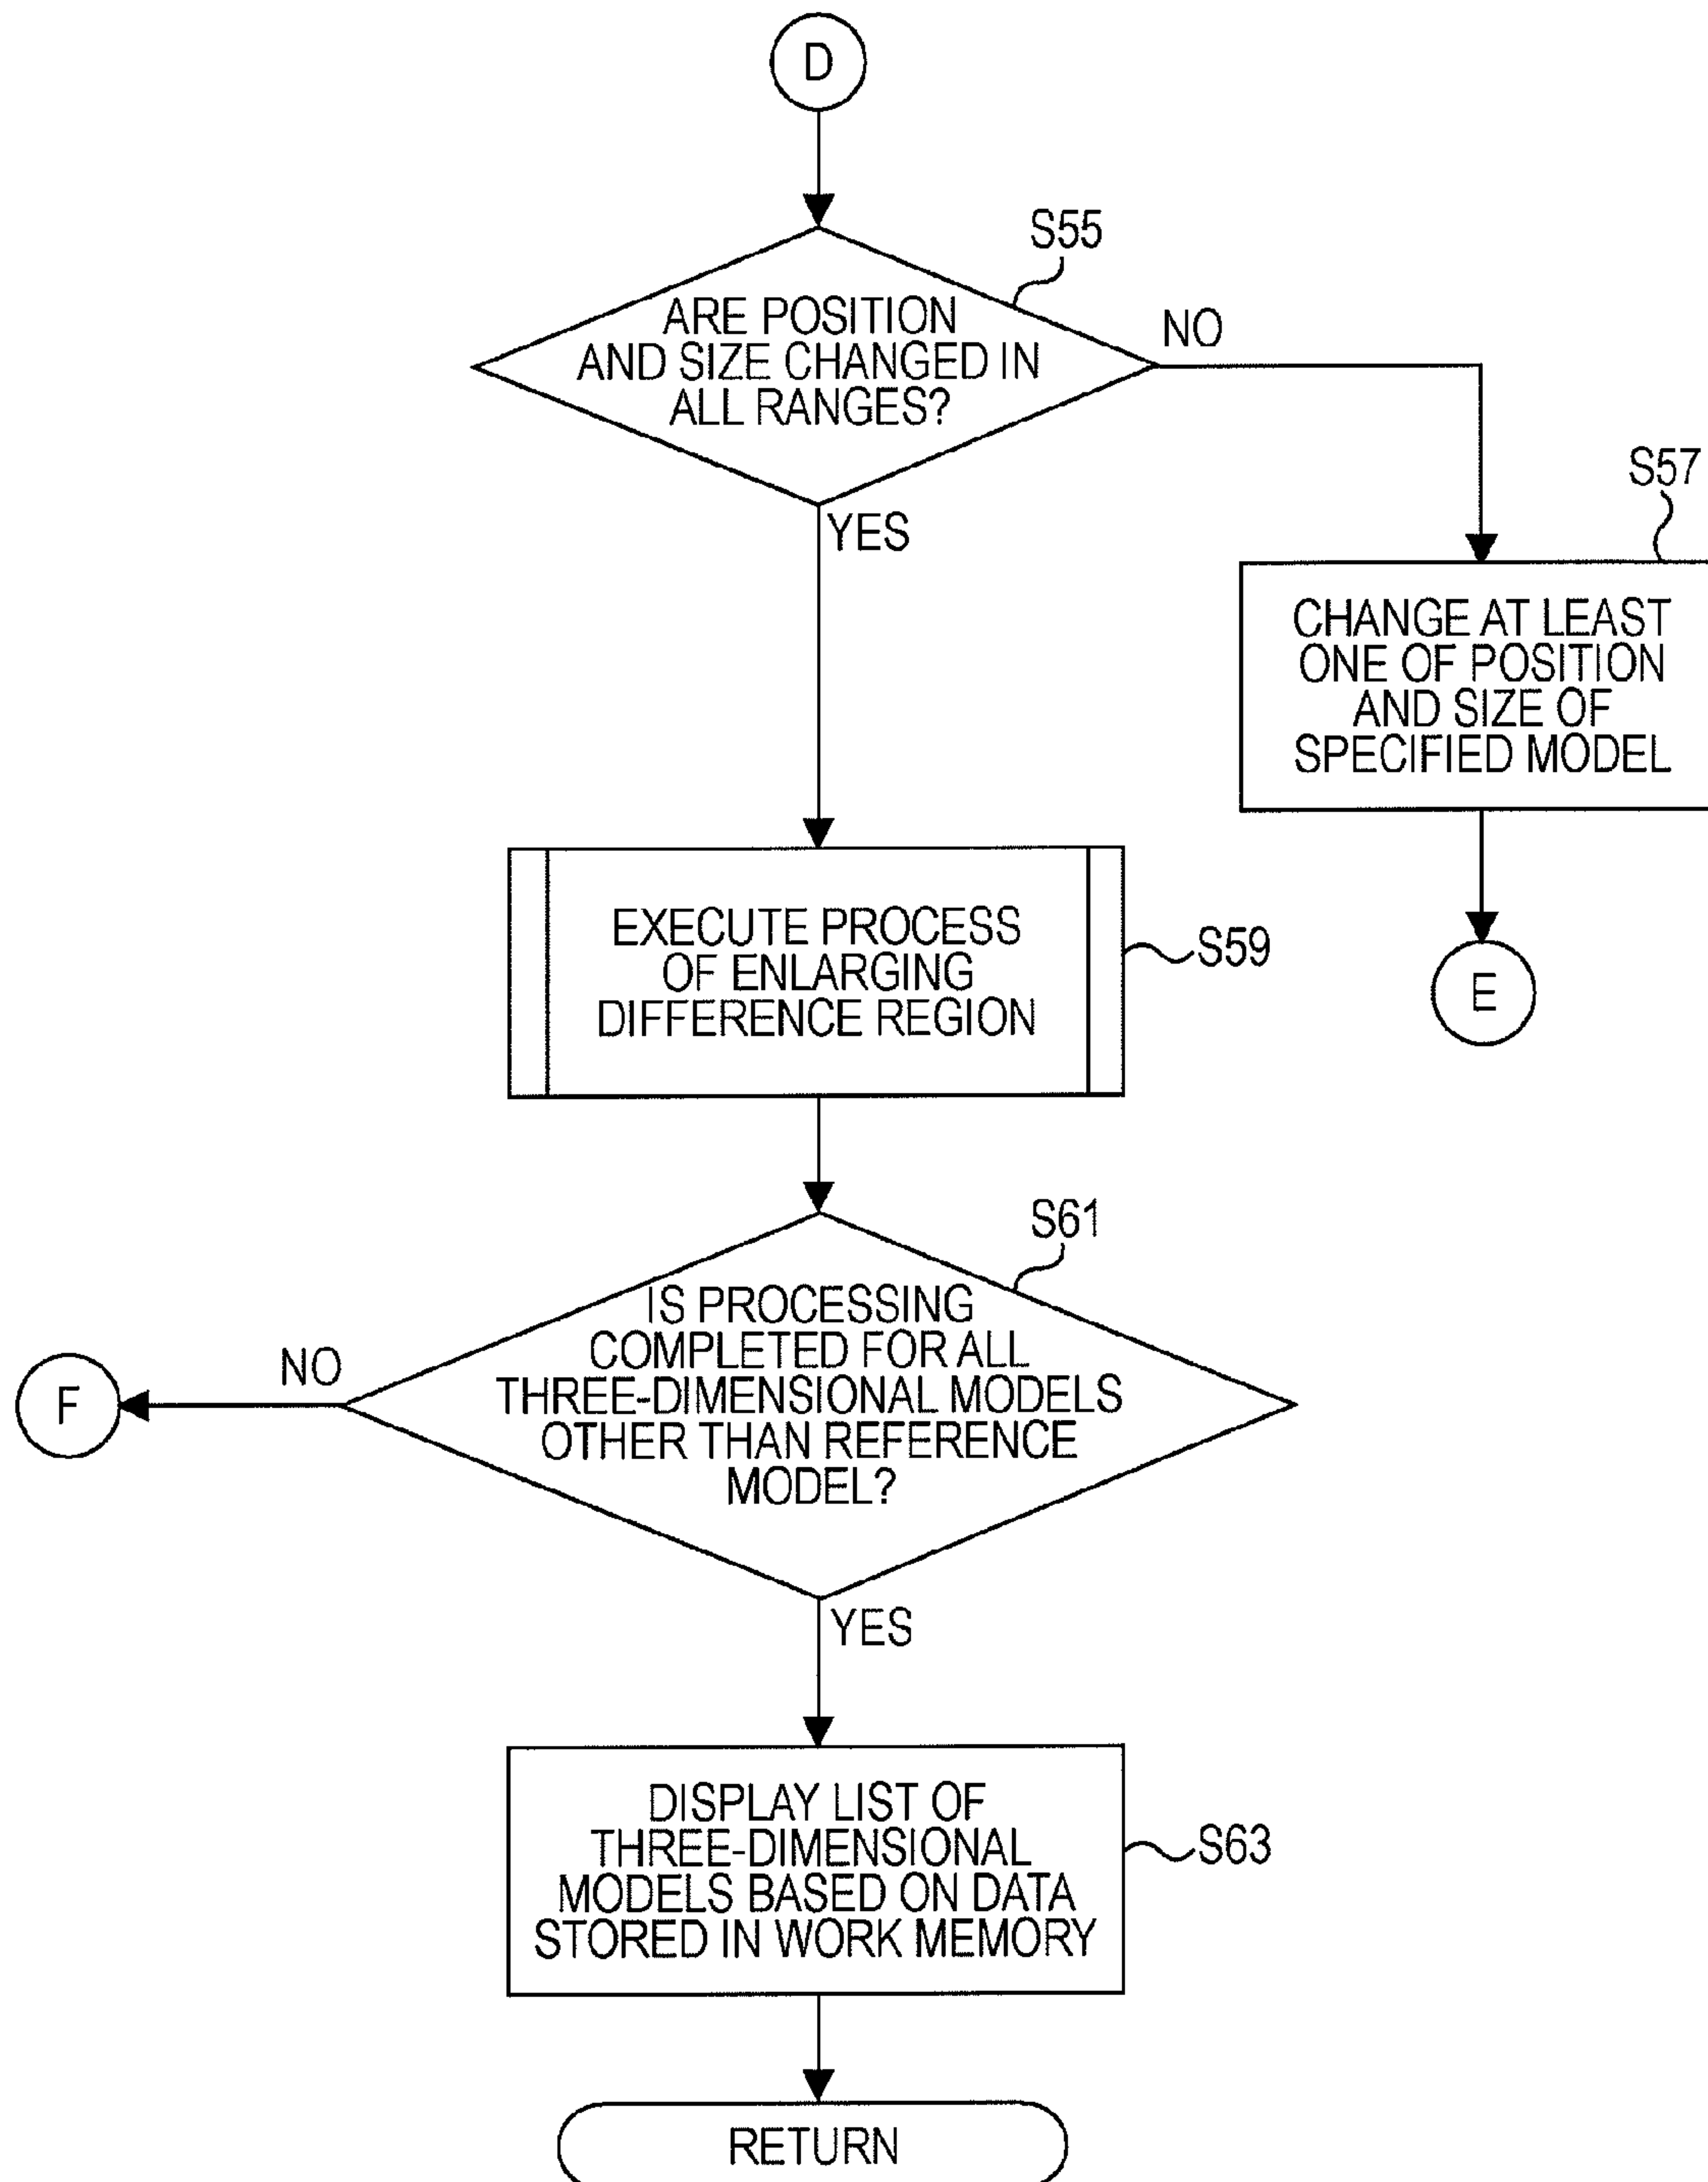 D
S55
ARE POSITION
AND SIZE CHANGED IN
ALL RANGES?
NO
YES
S57
CHANGE AT LEAST
ONE OF POSITION
AND SIZE OF
SPECIFIED MODEL
E
EXECUTE PROCESS
OF ENLARGING
DIFFERENCE REGION
S59
S61
IS PROCESSING
COMPLETED FOR ALL
THREE-DIMENSIONAL MODELS
OTHER THAN REFERENCE
MODEL?
NO
F
YES
DISPLAY LIST OF
THREE-DIMENSIONAL
MODELS BASED ON DATA
STORED IN WORK MEMORY
S63
RETURN